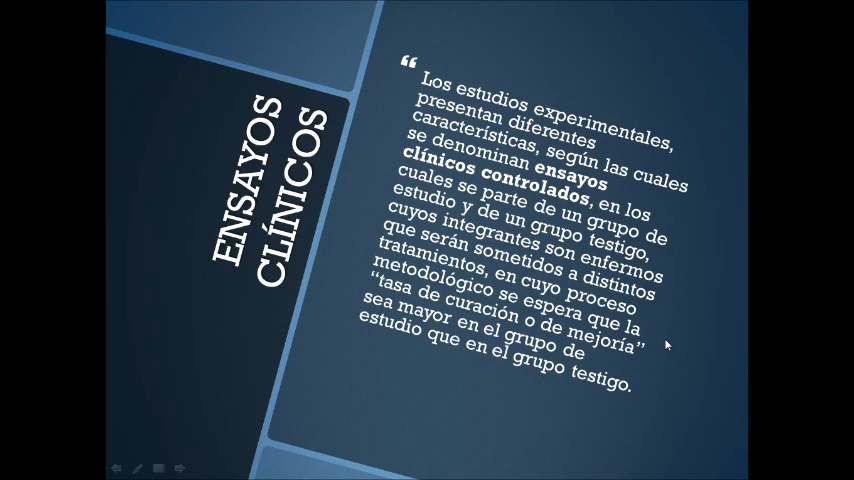 ENSAYOS
CLÍNICOS
“ Los estudios experimentales,
presentan diferentes
características, según las cuales
se denominan ensayos
clínicos controlados, en los
cuales se parte de un grupo de
estudio y de un grupo testigo,
cuyos integrantes son enfermos
que serán sometidos a distintos
tratamientos, en cuyo proceso
metodológico se espera que la
“tasa de curación o de mejoría”
sea mayor en el grupo de
estudio que en el grupo testigo.